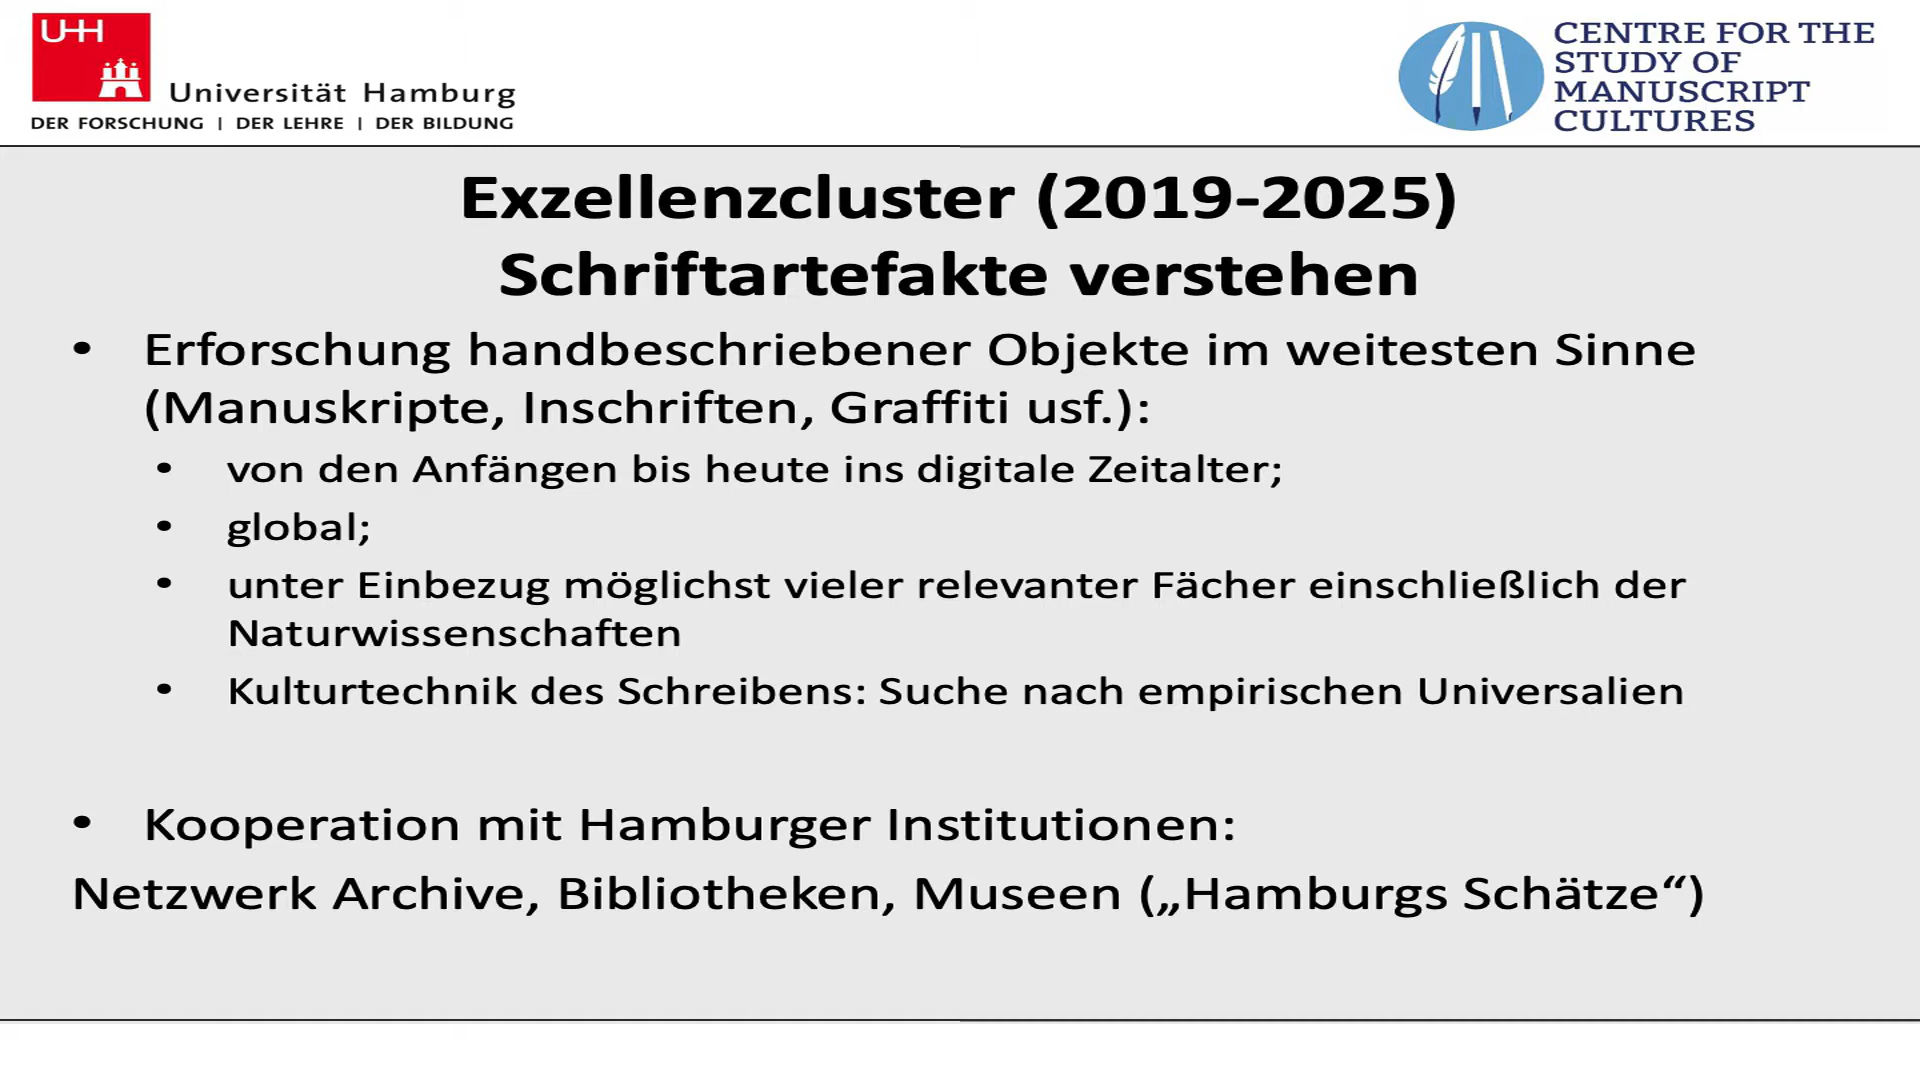 UHH
Universität Hamburg
DER FORSCHUNG | DER LEHRE | DER BILDUNG
CENTRE FOR THE
STUDY OF
MANUSCRIPT
CULTURES
Exzellenzcluster (2019-2025)
Schriftartefakte verstehen
• Erforschung handbeschriebener Objekte im weitesten Sinne
(Manuskripte, Inschriften, Graffiti usf.):
• von den Anfängen bis heute ins digitale Zeitalter;
• global;
• unter Einbezug möglichst vieler relevanter Fächer einschließlich der
Naturwissenschaften
• Kulturtechnik des Schreibens: Suche nach empirischen Universalien
• Kooperation mit Hamburger Institutionen:
Netzwerk Archive, Bibliotheken, Museen („Hamburgs Schätze“)